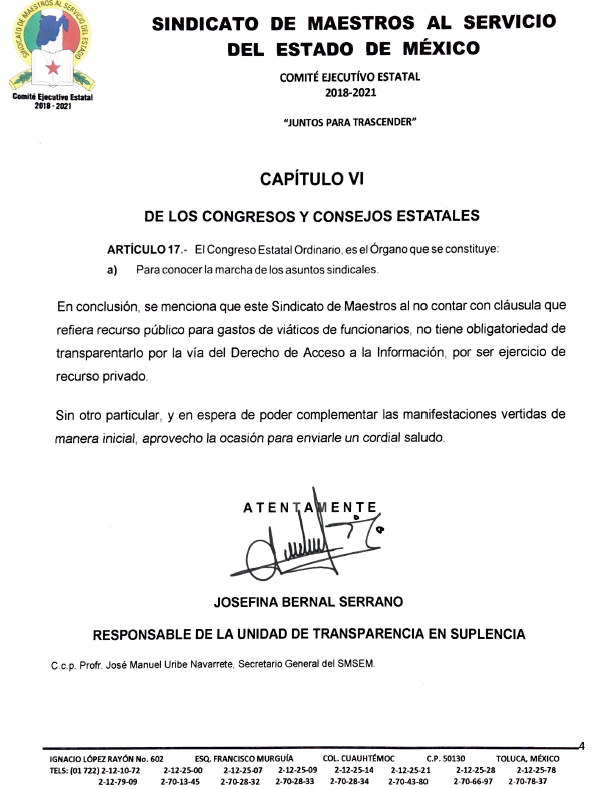 SINDICATO DE MAESTROS AL SERVICIO
DEL ESTADO DE MÉXICO
COMITÉ EJECUTÍVO ESTATAL
2018-2021
"JUNTOS PARA TRASCENDER"
SINDICATO DE MAESTROS AL SERVICIO DEL ESTADO
Comité Ejecutivo Estatal
2018 - 2021
CAPÍTULO VI
DE LOS CONGRESOS Y CONSEJOS ESTATALES
ARTÍCULO 17.- El Congreso Estatal Ordinario, es el Órgano que se constituye:
a) Para conocer la marcha de los asuntos sindicales.
En conclusión, se menciona que este Sindicato de Maestros al no contar con cláusula que
refiera recurso público para gastos de viáticos de funcionarios, no tiene obligatoriedad de
transparentarlo por la vía del Derecho de Acceso a la Información, por ser ejercicio de
recurso privado.
Sin otro particular, y en espera de poder complementar las manifestaciones vertidas de
manera inicial, aprovecho la ocasión para enviarle un cordial saludo.
ATENTAMENTE
JOSEFINA BERNAL SERRANO
RESPONSABLE DE LA UNIDAD DE TRANSPARENCIA EN SUPLENCIA
C.c.p. Profr. José Manuel Uribe Navarrete, Secretario General del SMSEM.
4
IGNACIO LÓPEZ RAYÓN No. 602 ESQ. FRANCISCO MURGUÍA COL. CUAUHTÉMOC C.P. 50130 TOLUCA, MÉXICO
TELS: (01 722) 2-12-10-72 2-12-25-00 2-12-25-07 2-12-25-09 2-12-25-14 2-12-25-21 2-12-25-28 2-12-25-78
2-12-79-09 2-70-13-45 2-70-28-32 2-70-28-33 2-70-28-34 2-70-43-80 2-70-66-97 2-70-78-37